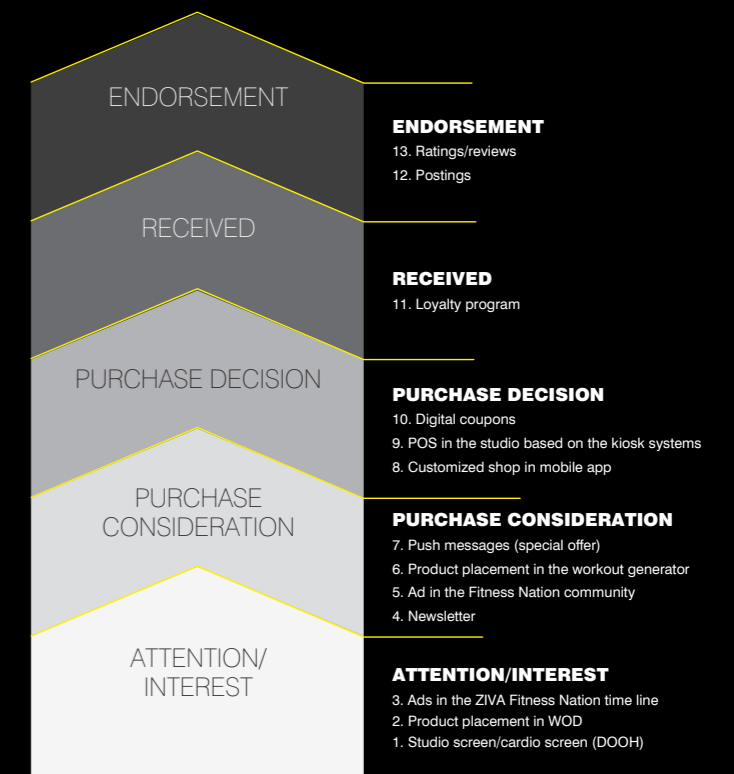 ENDORSEMENT
ENDORSEMENT
13. Ratings/reviews
12. Postings
RECEIVED
RECEIVED
11. Loyalty program
PURCHASE DECISION
PURCHASE DECISION
10. Digital coupons
9. POS in the studio based on the kiosk systems
8. Customized shop in mobile app
PURCHASE
CONSIDERATION
PURCHASE CONSIDERATION
7. Push messages (special offer)
6. Product placement in the workout generator
5. Ad in the Fitness Nation community
4. Newsletter
ATTENTION/
INTEREST
ATTENTION/INTEREST
3. Ads in the ZIVA Fitness Nation time line
2. Product placement in WOD
1. Studio screen/cardio screen (DOOH)